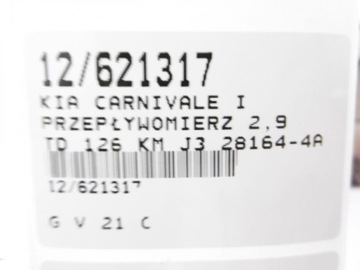 12/621317
KIA CARNIVALE I
PRZEPŁYWOMIERZ 2,9
TD 126 KM J3 28164-4A
12/621317
G V 21 C